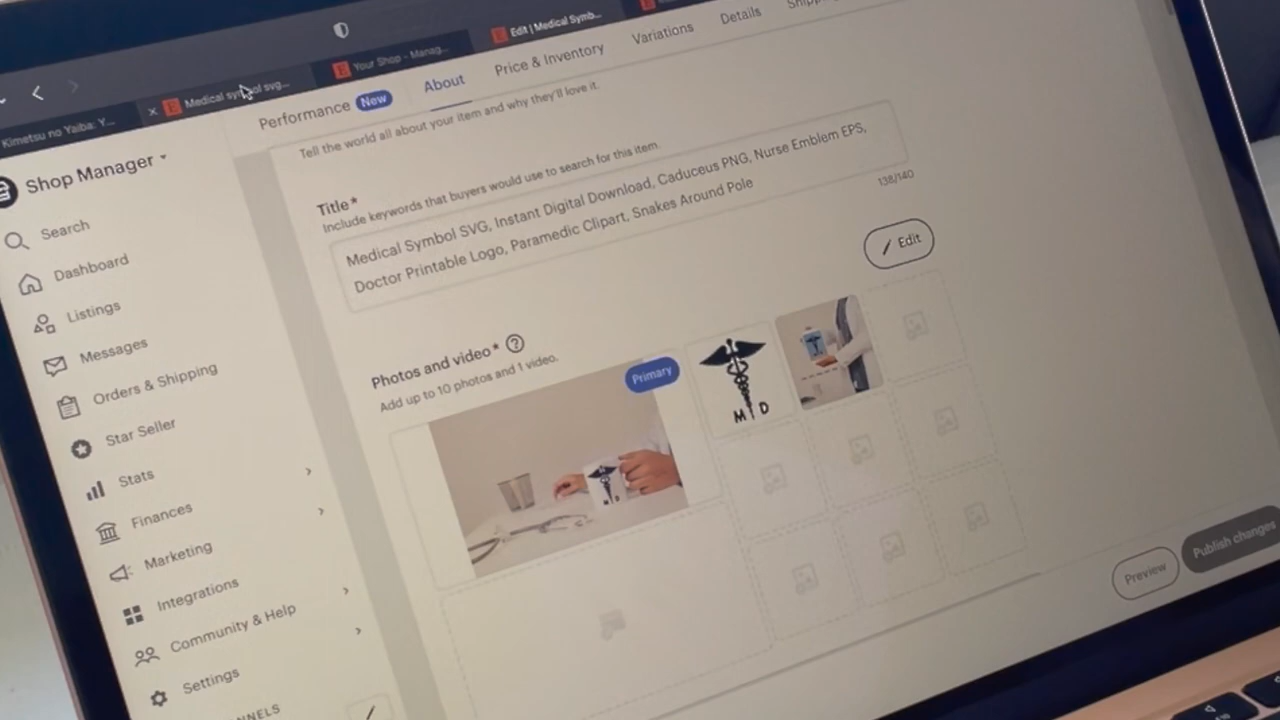 Kimetsu no Yaiba: Y...
Medical symbol svg...
Your Shop - Manag...
Edit | Medical Symb...
Performance New
About
Price & Inventory
Variations
Details
Tell the world all about your item and why they'll love it.
Shop Manager
Search
Dashboard
Listings
Messages
Orders & Shipping
Star Seller
Stats
Finances
Marketing
Integrations
Community & Help
Settings
Title*
Include keywords that buyers would use to search for this item.
Medical Symbol SVG, Instant Digital Download, Caduceus PNG, Nurse Emblem EPS,
Doctor Printable Logo, Paramedic Clipart, Snakes Around Pole
138/140
Edit
Photos and video*
Add up to 10 photos and 1 video.
Primary
M D
M D
Preview
Publish changes